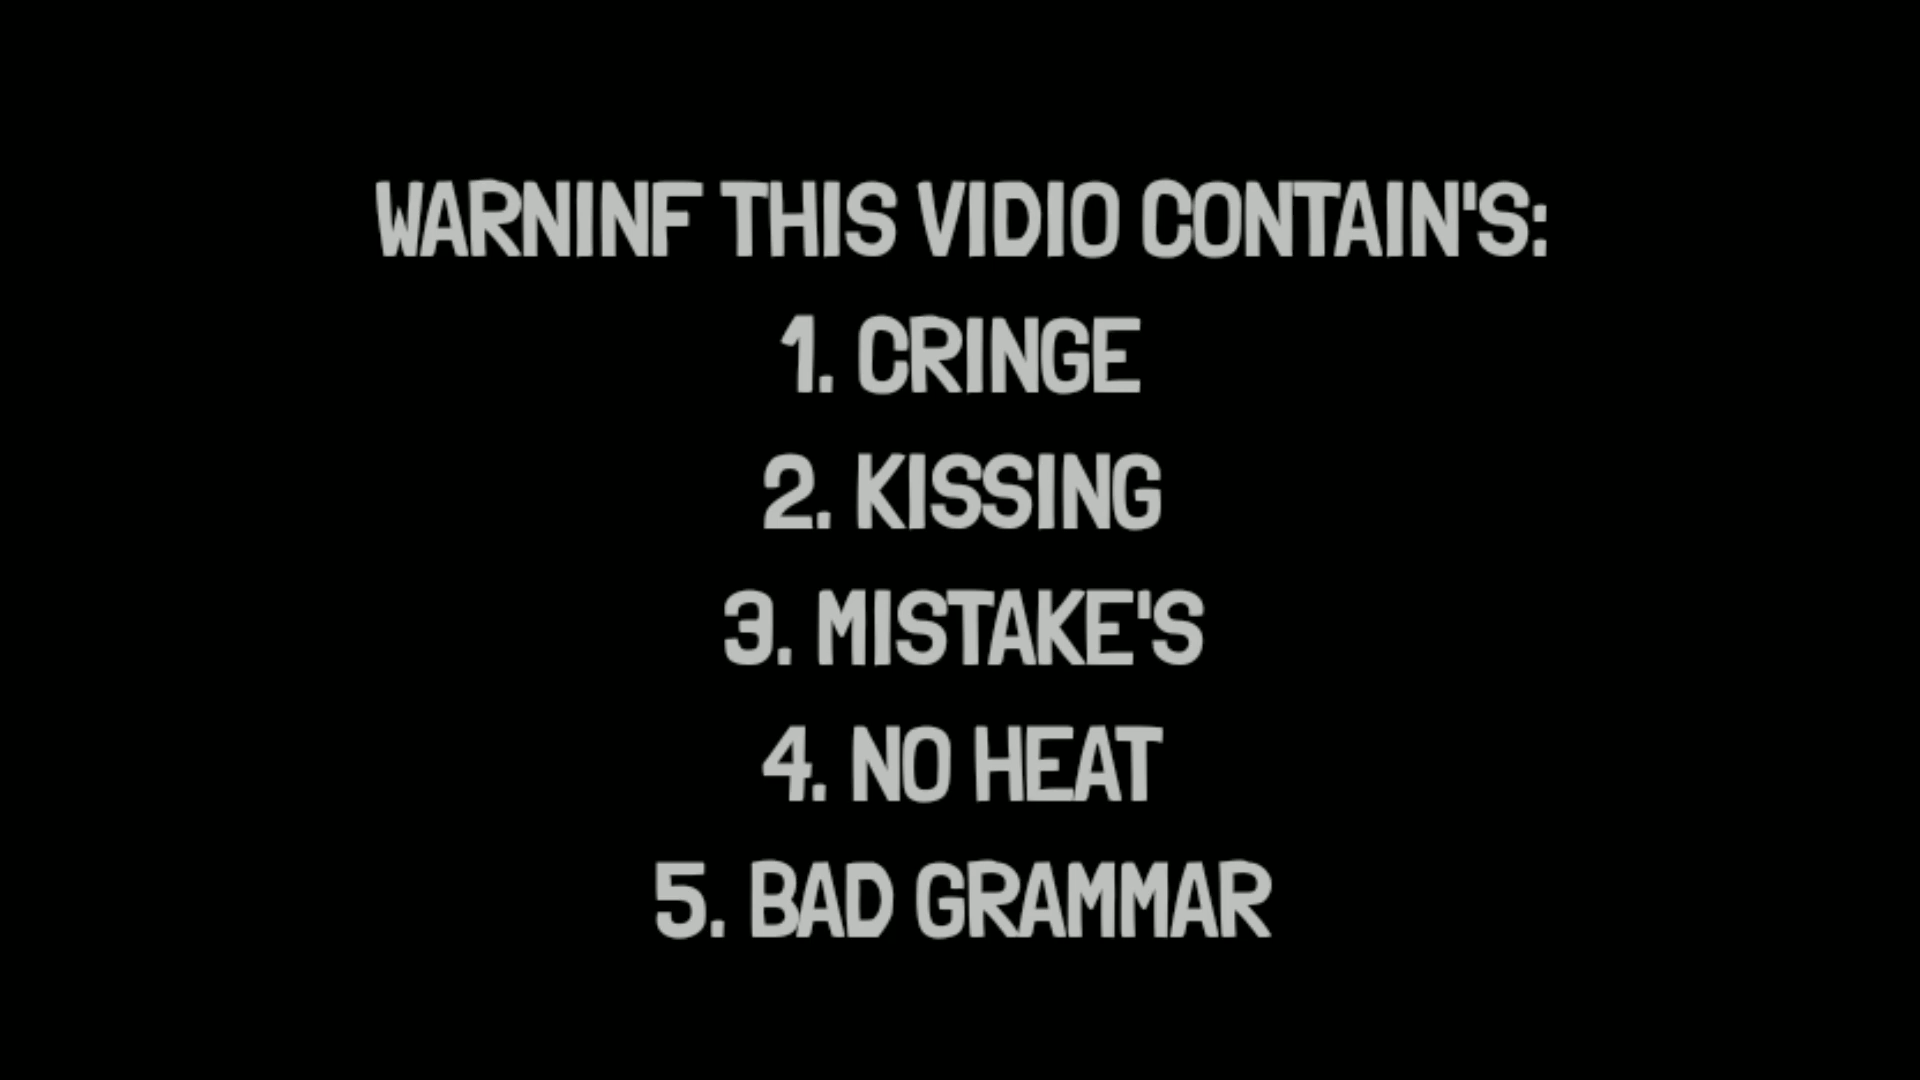 WARNINF THIS VIDIO CONTAIN'S:
1. CRINGE
2. KISSING
3. MISTAKE'S
4. NO HEAT
5. BAD GRAMMAR